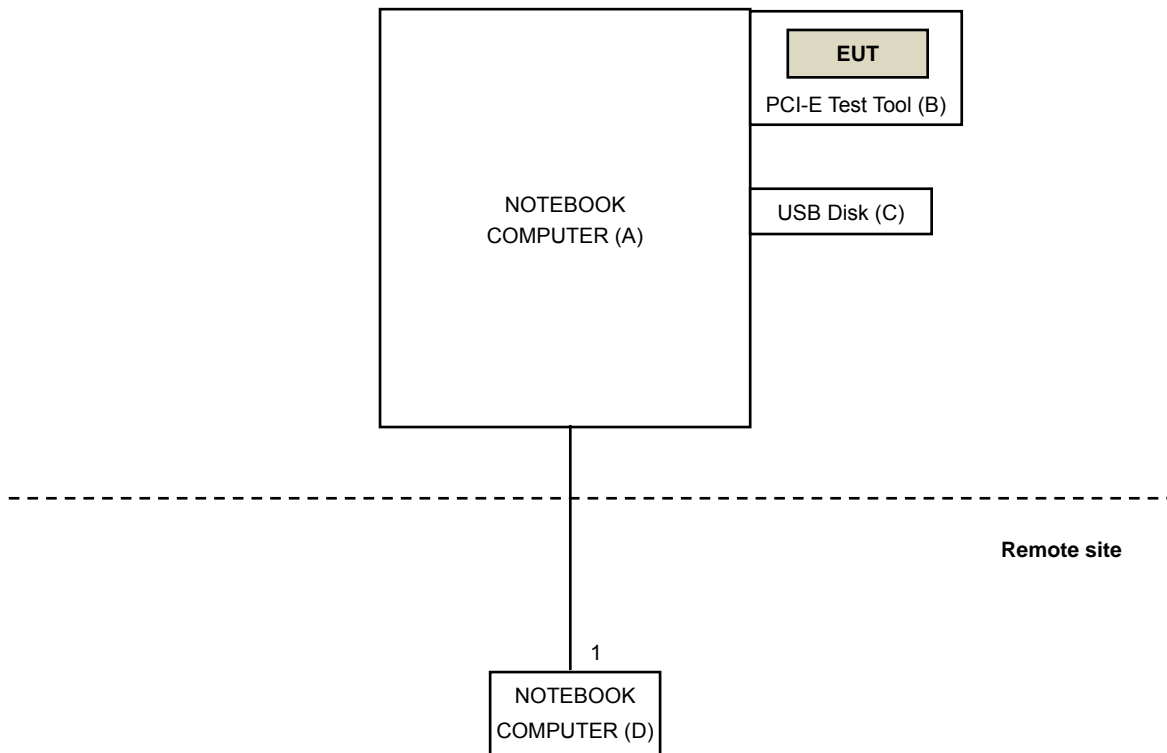 EUT
PCI-E Test Tool (B)
NOTEBOOK
COMPUTER (A)
USB Disk (C)
Remote site
1
NOTEBOOK
COMPUTER (D)